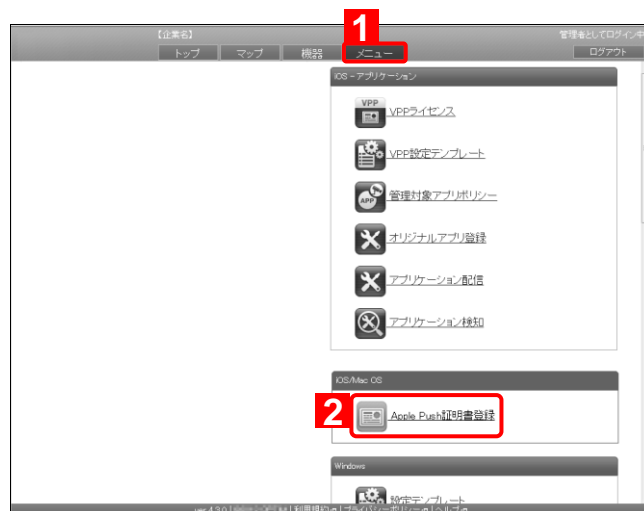 1
【企業名】
管理者としてログイン中
トップ
マップ
機器
メニュー
ログアウト
iOS - アプリケーション
VPP
VPPライセンス
VPP設定テンプレート
APP
管理対象アプリポリシー
オリジナルアプリ登録
アプリケーション配信
アプリケーション検知
iOS/Mac OS
2
Apple Push証明書登録
Windows
設定テンプレート
ver.4.3.0 | M | 利用規約 | プライバシーポリシー | ヘルプ